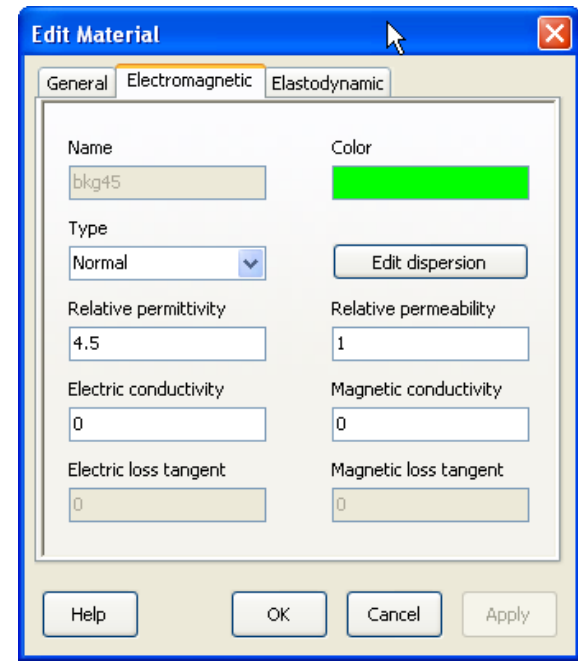 Edit Material
General Electromagnetic Elastodynamic
Name Color
bkg45
Type
Normal Edit dispersion
Relative permittivity Relative permeability
4.5 1
Electric conductivity Magnetic conductivity
0 0
Electric loss tangent Magnetic loss tangent
0 0
Help OK Cancel Apply